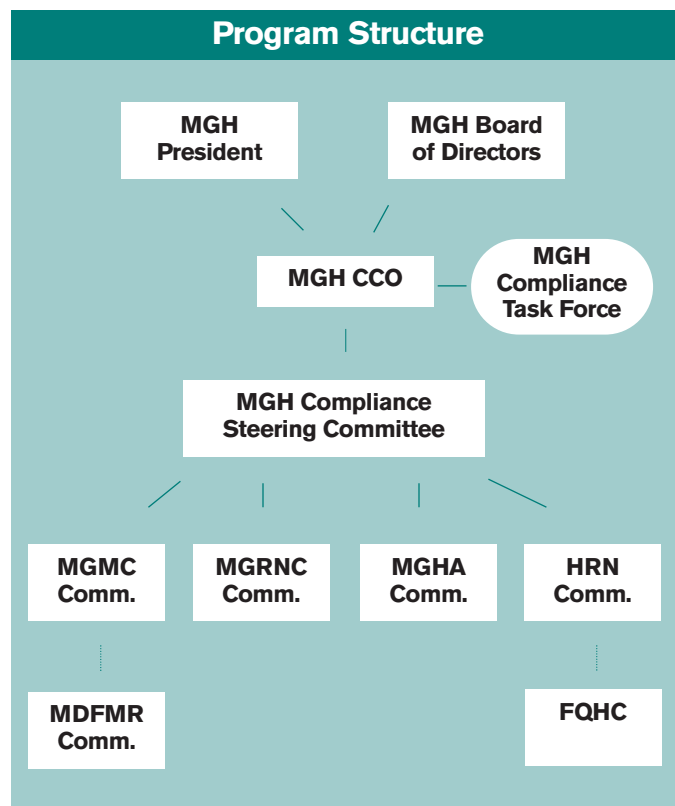 Program Structure
MGH
President
MGH Board
of Directors
MGH CCO
MGH
Compliance
Task Force
MGH Compliance
Steering Committee
MGMC
Comm.
MGRNC
Comm.
MGHA
Comm.
HRN
Comm.
MDFMR
Comm.
FQHC